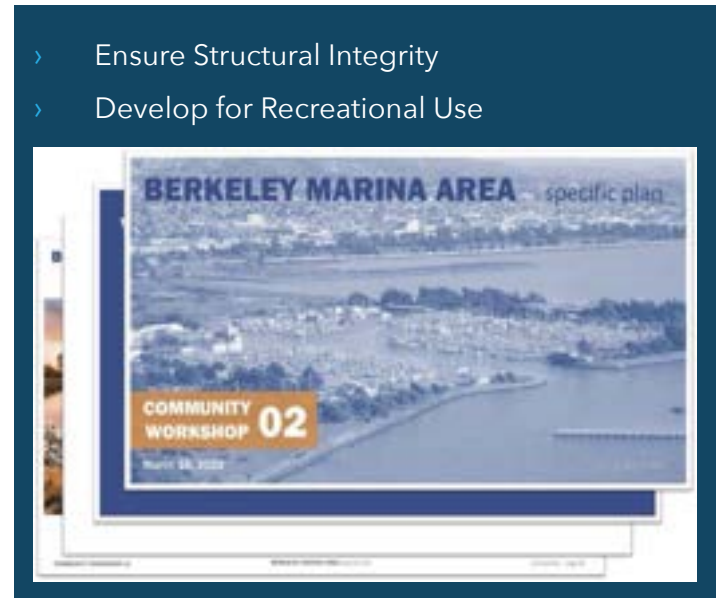 › Ensure Structural Integrity
› Develop for Recreational Use
BERKELEY MARINA AREA specific plan
COMMUNITY
WORKSHOP 02